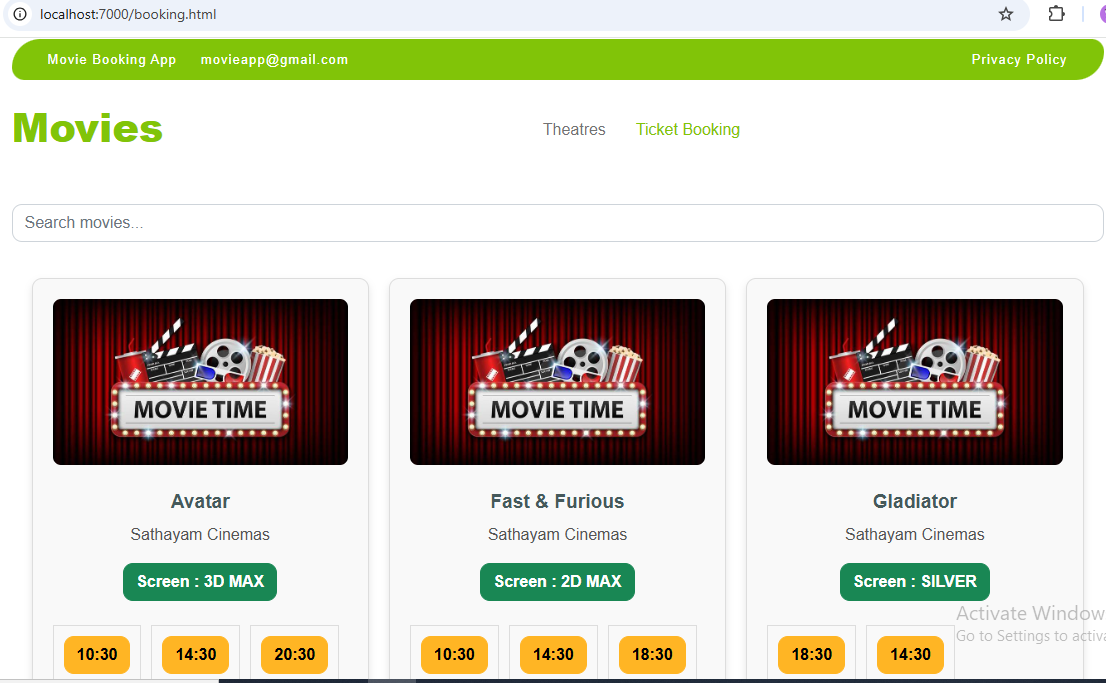 localhost:7000/booking.html
Movie Booking App movieapp@gmail.com Privacy Policy
Movies Theatres Ticket Booking
Search movies...
MOVIE TIME MOVIE TIME MOVIE TIME
Avatar Fast & Furious Gladiator
Sathayam Cinemas Sathayam Cinemas Sathayam Cinemas
Screen : 3D MAX Screen : 2D MAX Screen : SILVER
Activate Window
Go to Settings to activa
10:30 14:30 20:30 10:30 14:30 18:30 18:30 14:30